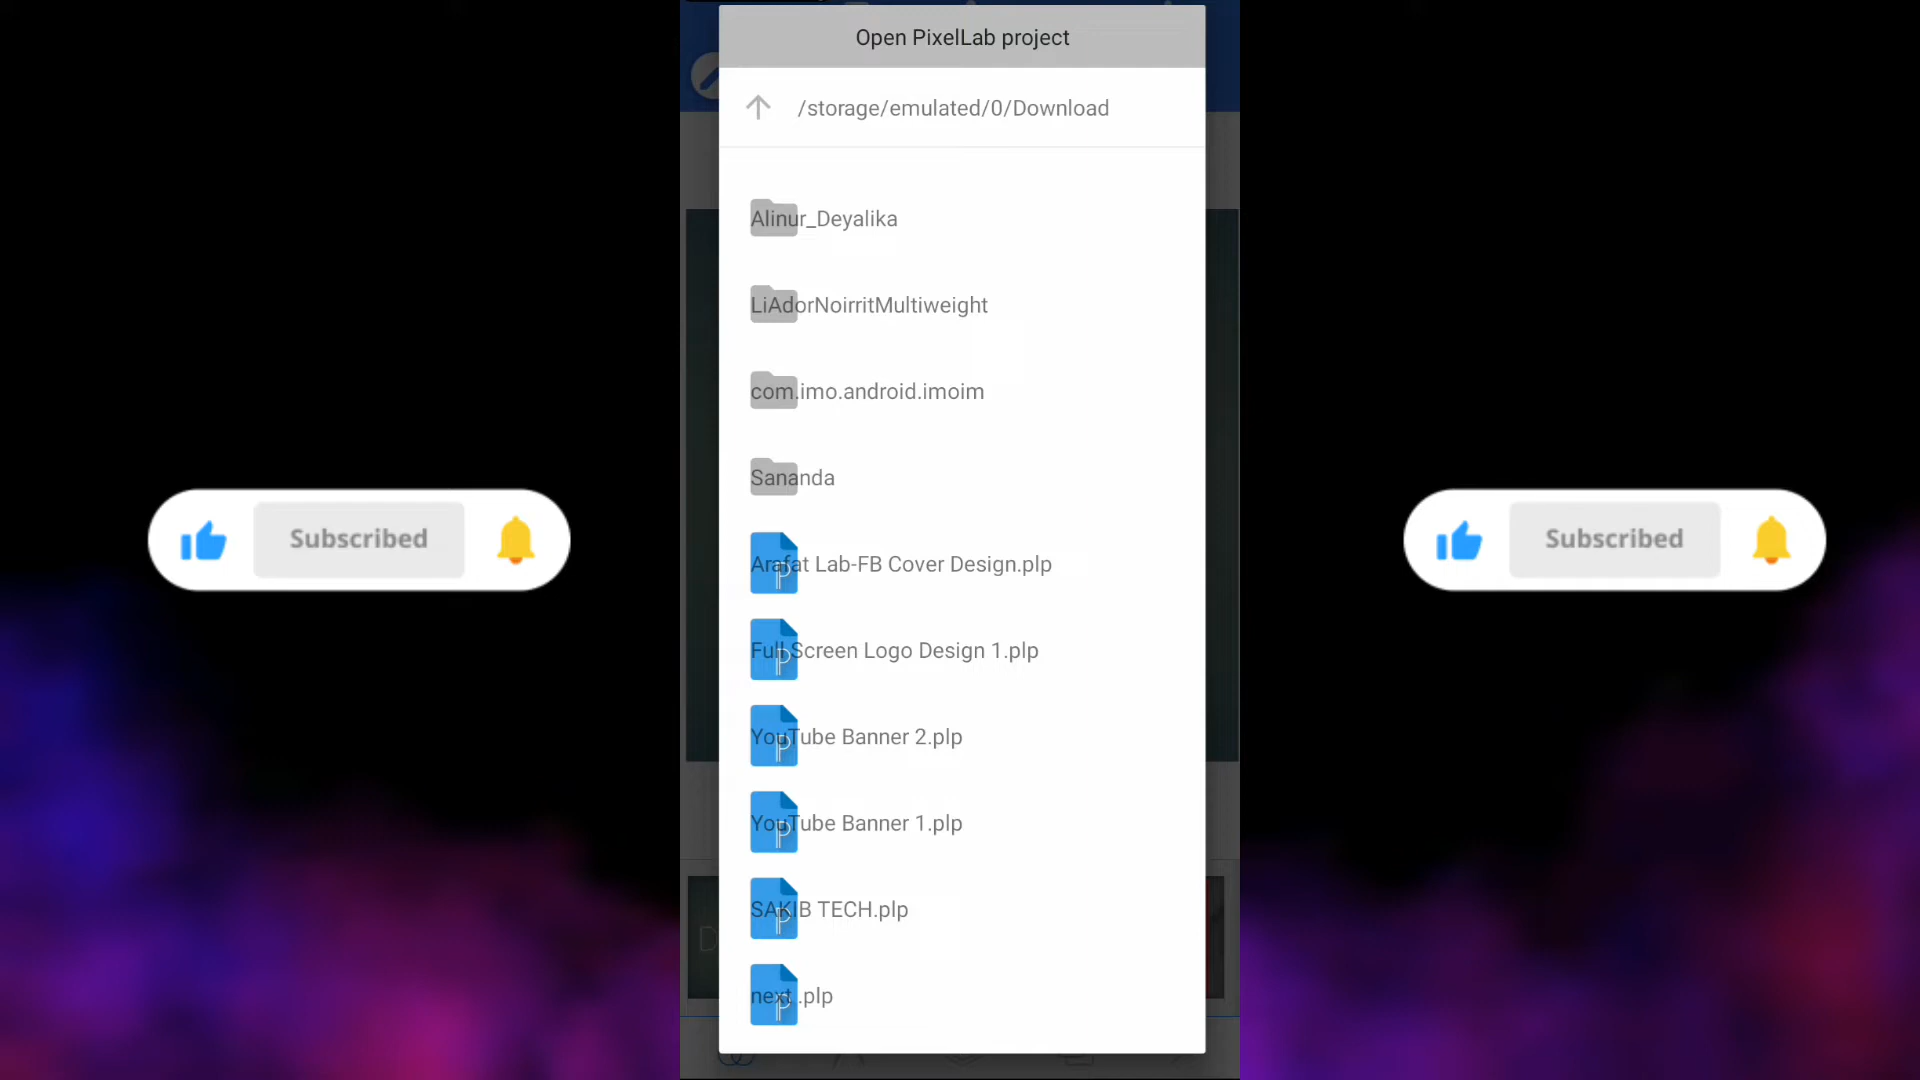 Open PixelLab project
/storage/emulated/0/Download
Alinur_Deyalika
LiAdorNoirritMultiweight
com.imo.android.imoim
Sananda
Subscribed
Subscribed
Arafat Lab-FB Cover Design.plp
Full Screen Logo Design 1.plp
YouTube Banner 2.plp
YouTube Banner 1.plp
SAKIB TECH.plp
next .plp